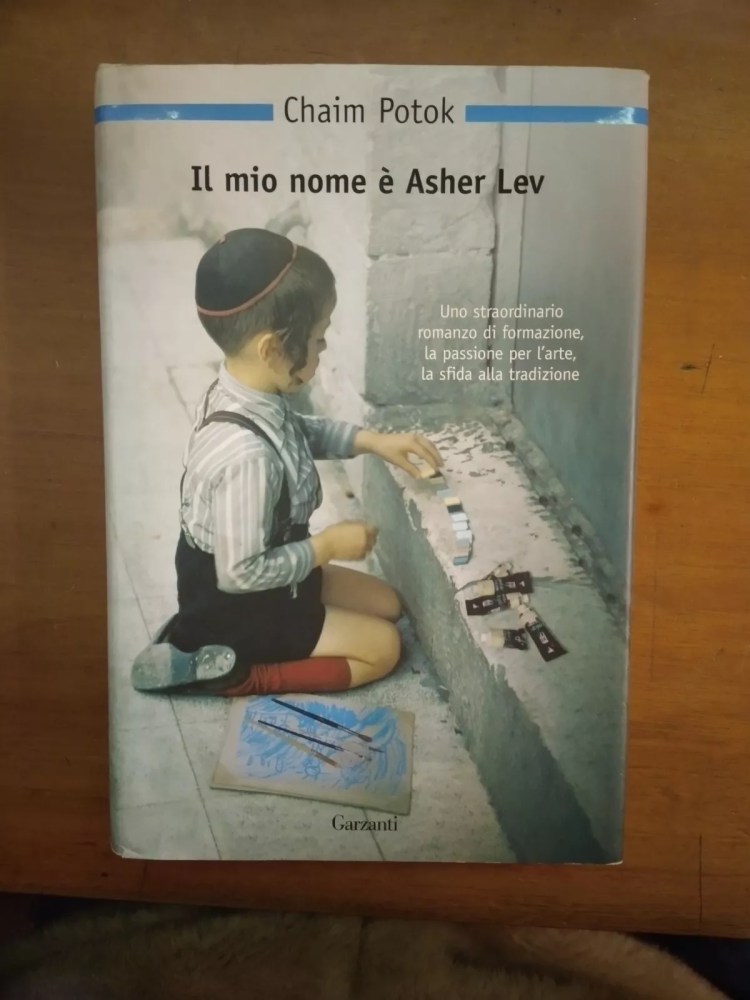 Chaim Potok
Il mio nome è Asher Lev
Uno straordinario
romanzo di formazione,
la passione per l'arte,
la sfida alla tradizione
Garzanti